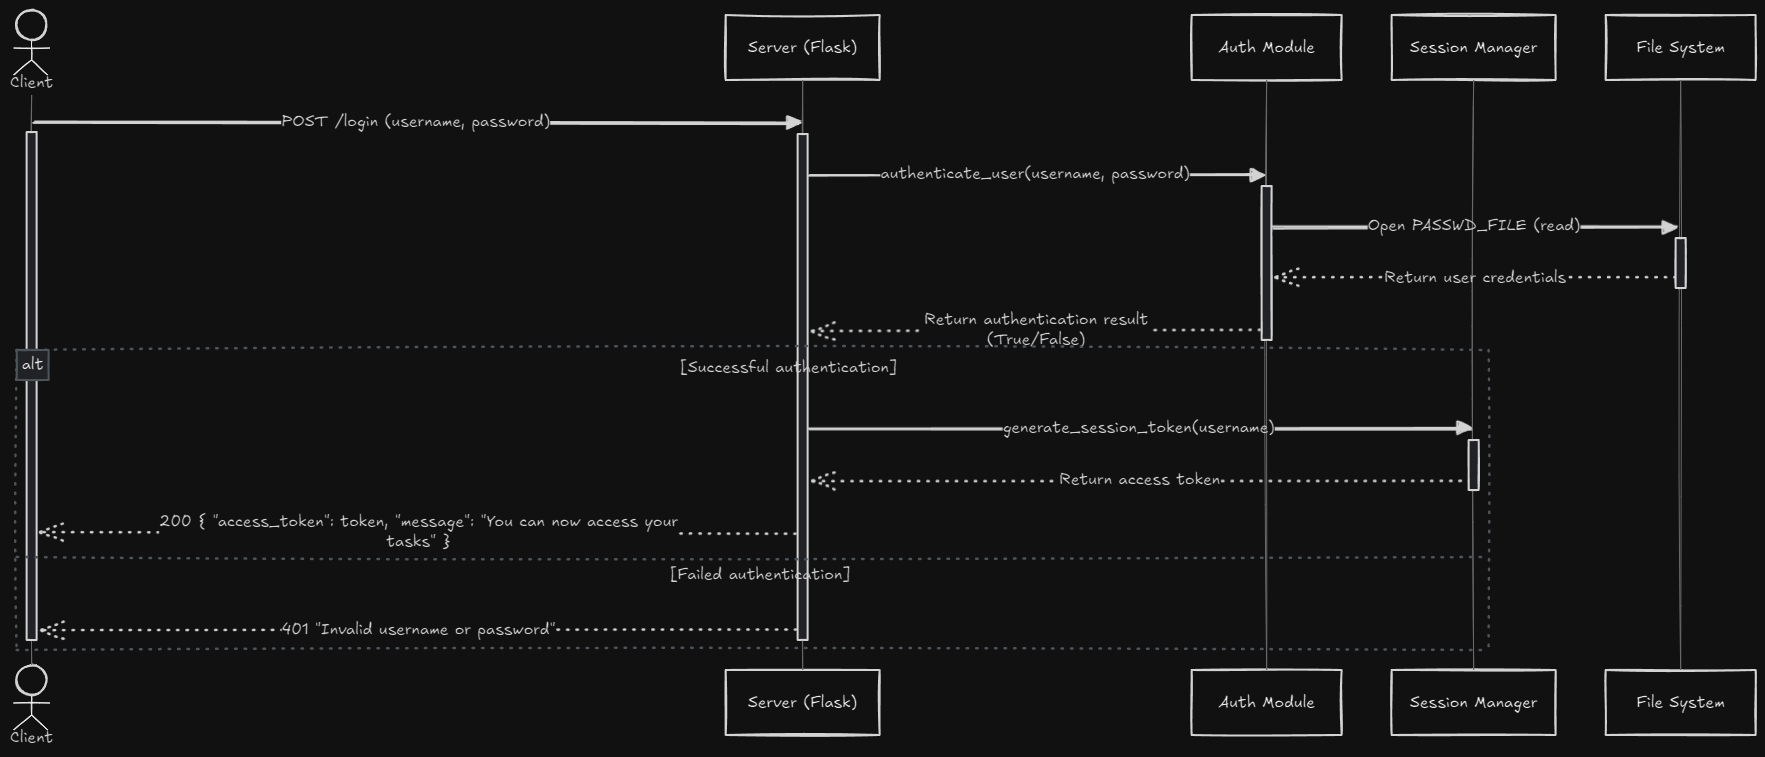 Client
Server (Flask)
Auth Module
Session Manager
File System
POST /login (username, password)
authenticate_user(username, password)
Open PASSWD_FILE (read)
Return user credentials
Return authentication result
(True/False)
alt
[Successful authentication]
generate_session_token(username)
Return access token
200 { "access_token": token, "message": "You can now access your
tasks" }
[Failed authentication]
401 "Invalid username or password"
Client
Server (Flask)
Auth Module
Session Manager
File System